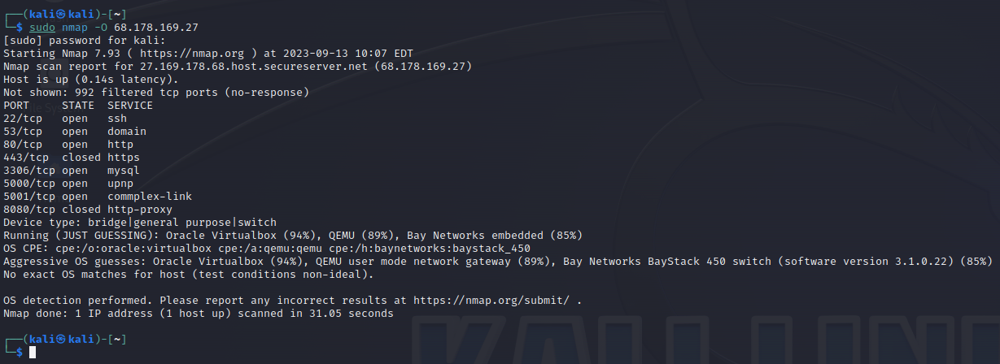 ┌──(kali㉿kali)-[~]
└─$ sudo nmap -O 68.178.169.27
[sudo] password for kali:
Starting Nmap 7.93 ( https://nmap.org ) at 2023-09-13 10:07 EDT
Nmap scan report for 27.169.178.68.host.secureserver.net (68.178.169.27)
Host is up (0.14s latency).
Not shown: 992 filtered tcp ports (no-response)
PORT     STATE  SERVICE
22/tcp   open   ssh
53/tcp   open   domain
80/tcp   open   http
443/tcp  closed https
3306/tcp open   mysql
5000/tcp open   upnp
5001/tcp open   commplex-link
8080/tcp closed http-proxy
Device type: bridge|general purpose|switch
Running (JUST GUESSING): Oracle Virtualbox (94%), QEMU (89%), Bay Networks embedded (85%)
OS CPE: cpe:/o:oracle:virtualbox cpe:/a:qemu:qemu cpe:/h:baynetworks:baystack_450
Aggressive OS guesses: Oracle Virtualbox (94%), QEMU user mode network gateway (89%), Bay Networks BayStack 450 switch (software version 3.1.0.22) (85%)
No exact OS matches for host (test conditions non-ideal).

OS detection performed. Please report any incorrect results at https://nmap.org/submit/ .
Nmap done: 1 IP address (1 host up) scanned in 31.05 seconds

┌──(kali㉿kali)-[~]
└─$